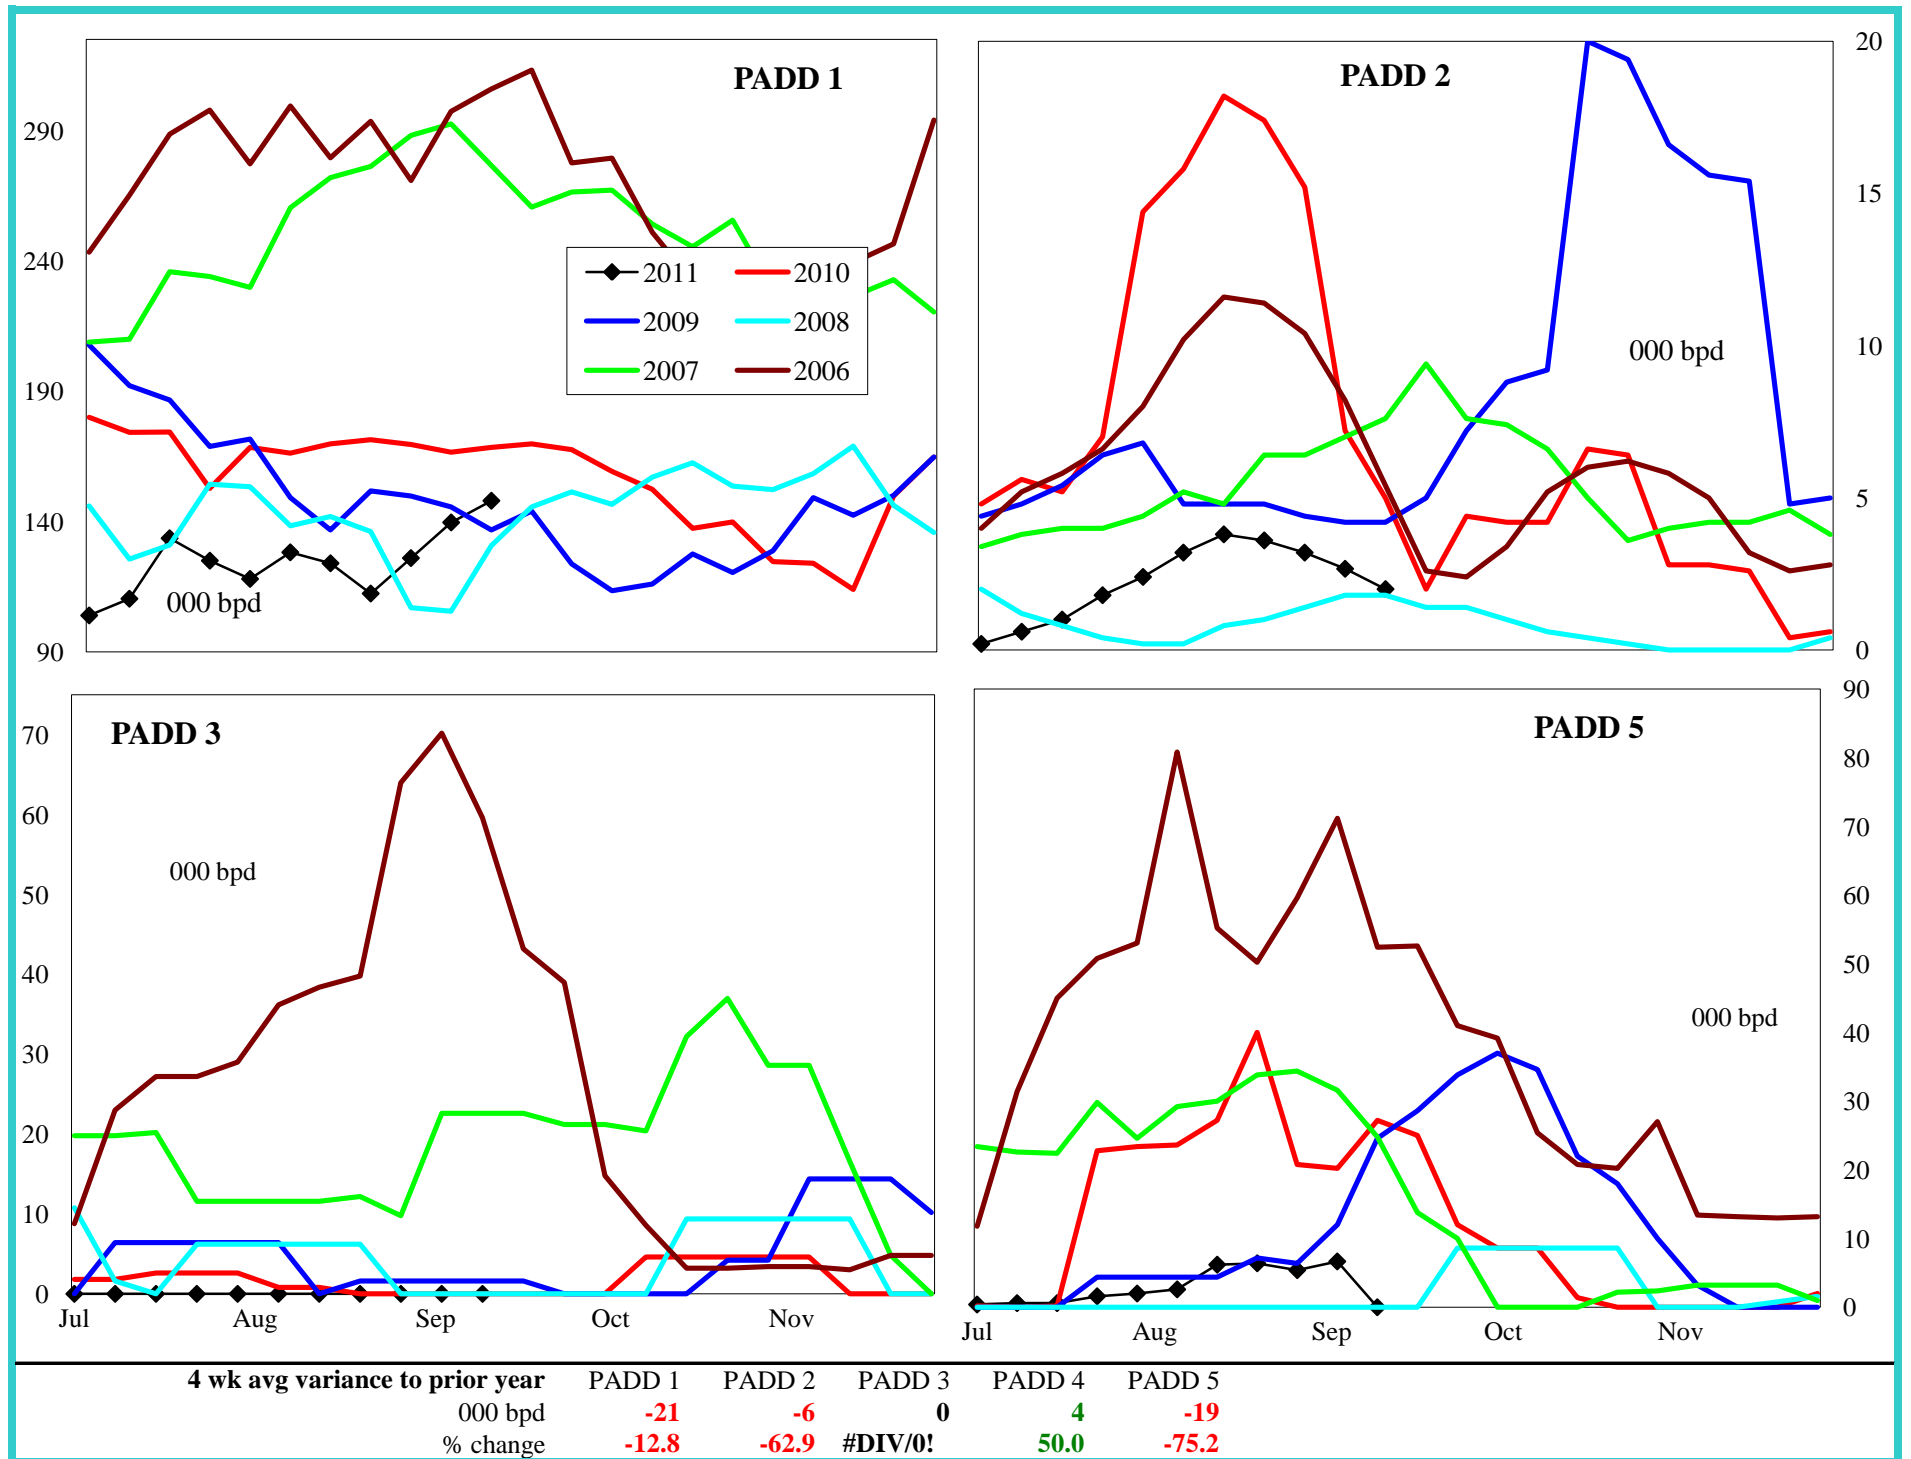 PADD 1
290
240
190
140
90
000 bpd
2011 2010
2009 2008
2007 2006
PADD 2
20
15
10
5
0
000 bpd
PADD 3
70
60
50
40
30
20
10
0
000 bpd
Jul Aug Sep Oct Nov
PADD 5
90
80
70
60
50
40
30
20
10
0
000 bpd
Jul Aug Sep Oct Nov
4 wk avg variance to prior year PADD 1 PADD 2 PADD 3 PADD 4 PADD 5
000 bpd -21 -6 0 4 -19
% change -12.8 -62.9 #DIV/0! 50.0 -75.2